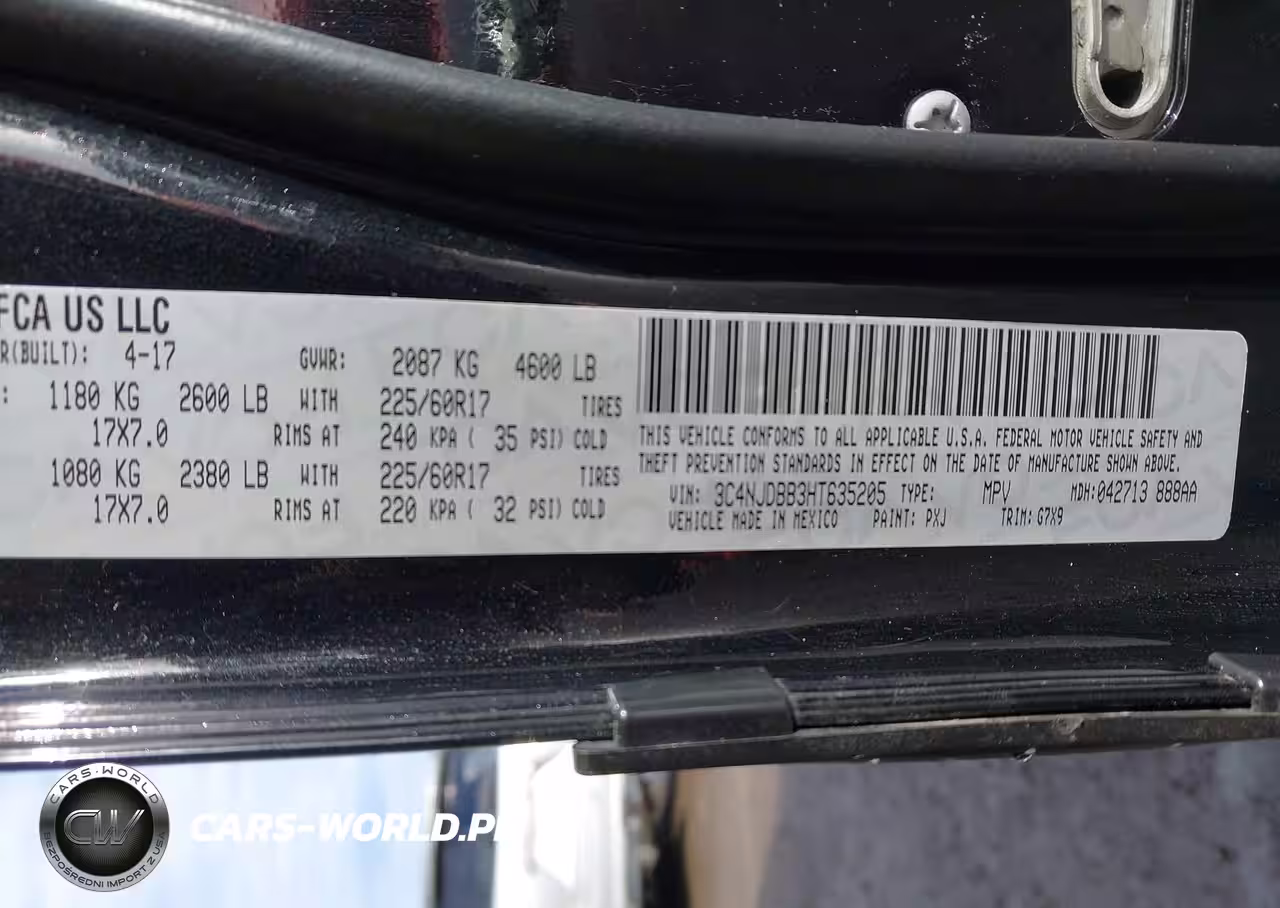 FCA US LLC
R(BUILT): 4-17 GVWR: 2087 KG 4600 LB
: 1180 KG 2600 LB WITH 225/60R17 TIRES
17X7.0 RIMS AT 240 KPA ( 35 PSI) COLD
1080 KG 2380 LB WITH 225/60R17 TIRES
17X7.0 RIMS AT 220 KPA ( 32 PSI) COLD
THIS VEHICLE CONFORMS TO ALL APPLICABLE U.S.A. FEDERAL MOTOR VEHICLE SAFETY AND
THEFT PREVENTION STANDARDS IN EFFECT ON THE DATE OF MANUFACTURE SHOWN ABOVE.
VIN: 3C4NJDBB3HT635205 TYPE: MPV MDH:042713 888AA
VEHICLE MADE IN MEXICO PAINT: PXJ TRIM: G7X9
CARS-WORLD
CW
BEZPOŚREDNI IMPORT Z USA
CARS-WORLD.P